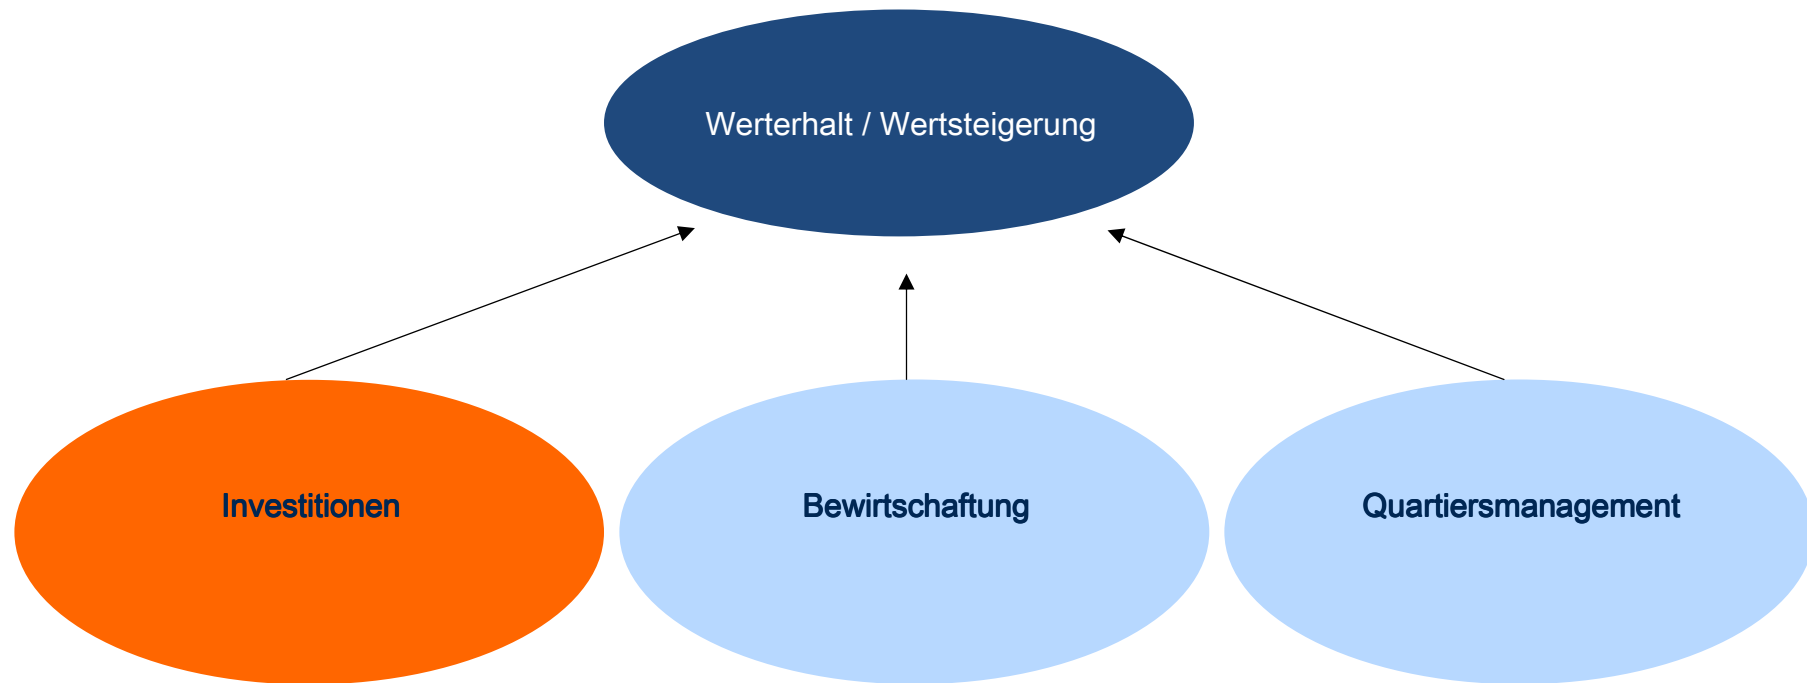 Werterhalt / Wertsteigerung
Investitionen
Bewirtschaftung
Quartiersmanagement